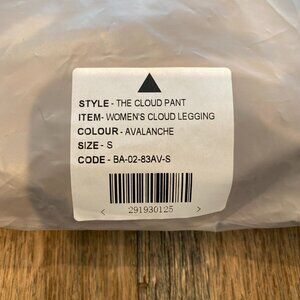 STYLE - THE CLOUD PANT
ITEM- WOMEN'S CLOUD LEGGING
COLOUR - AVALANCHE
SIZE - S
CODE - BA-02-83AV-S
< 291930125 >